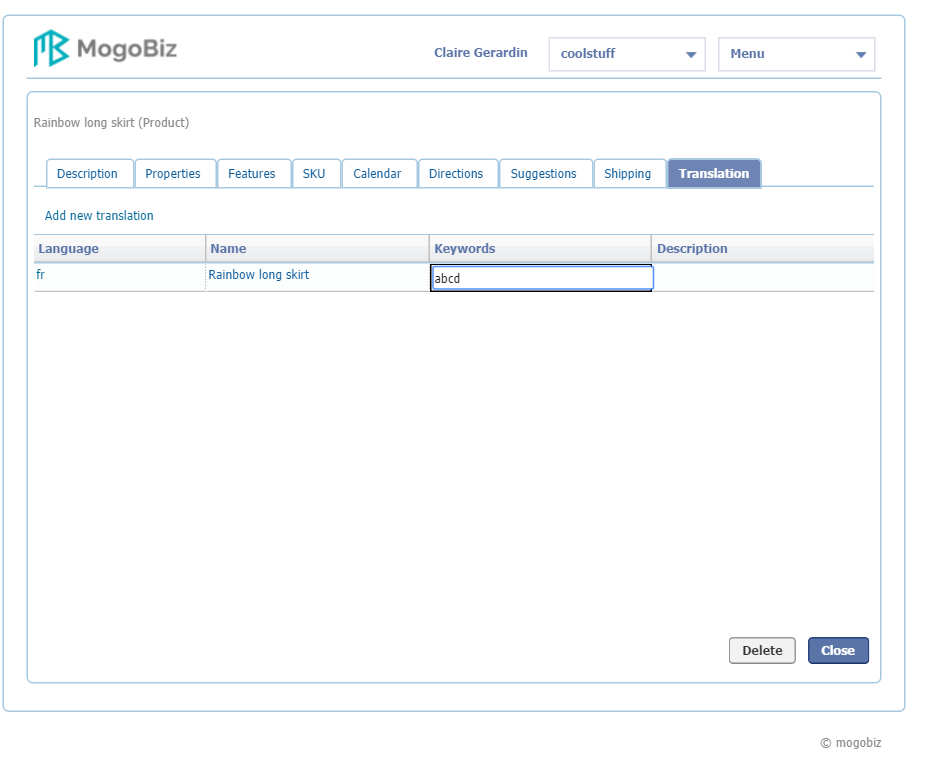 MogoBiz
Claire Gerardin coolstuff Menu
Rainbow long skirt (Product)
Description Properties Features SKU Calendar Directions Suggestions Shipping Translation
Add new translation
Language Name Keywords Description
fr Rainbow long skirt abcd
Delete Close
© mogobiz